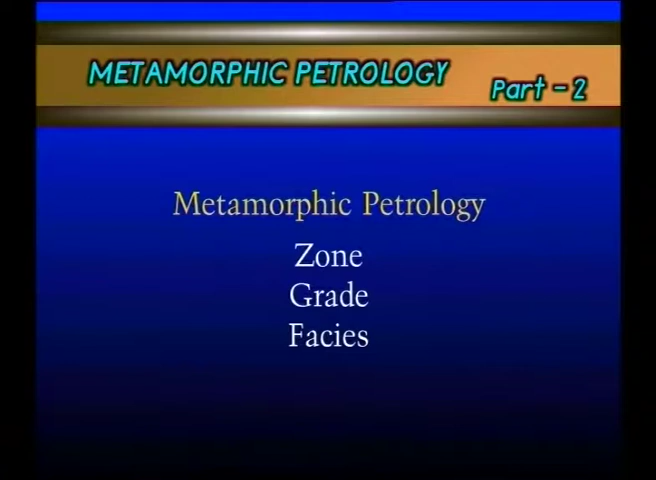 METAMORPHIC PETROLOGY
Part - 2
Metamorphic Petrology
Zone
Grade
Facies